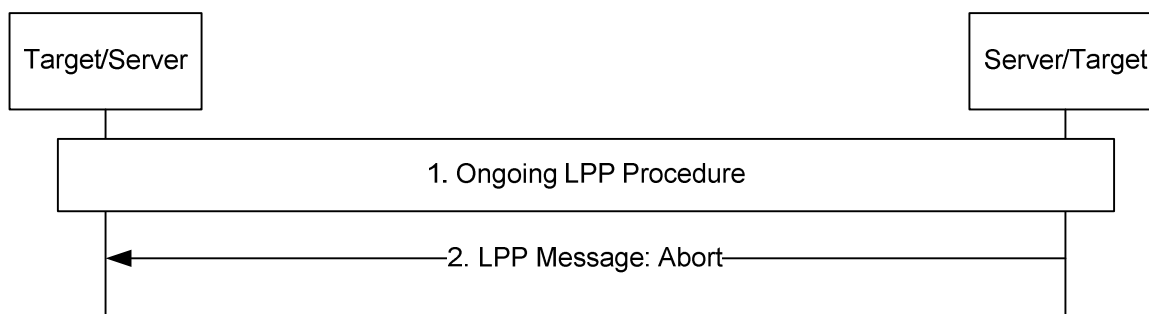 Target/Server
Server/Target
1. Ongoing LPP Procedure
2. LPP Message: Abort